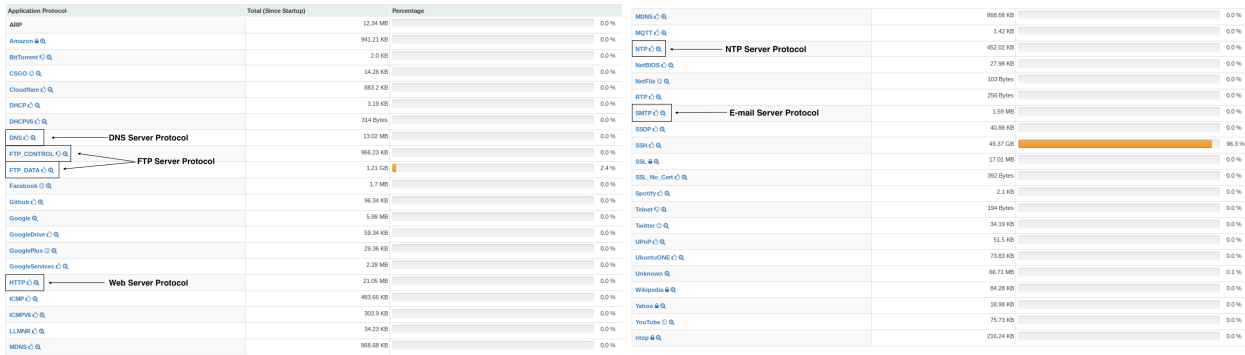 Application Protocol Total (Since Startup) Percentage
ARP 12.34 MB 0.0 %
Amazon 941.21 KB 0.0 %
BitTorrent 2.0 KB 0.0 %
CSGO 14.28 KB 0.0 %
Cloudflare 883.2 KB 0.0 %
DHCP 3.19 KB 0.0 %
DHCPV6 314 Bytes 0.0 %
DNS DNS Server Protocol 13.02 MB 0.0 %
FTP_CONTROL 966.23 KB 0.0 %
FTP Server Protocol
FTP_DATA 1.21 GB 2.4 %
Facebook 1.7 MB 0.0 %
Github 96.34 KB 0.0 %
Google 5.88 MB 0.0 %
GoogleDrive 59.34 KB 0.0 %
GooglePlus 29.36 KB 0.0 %
GoogleServices 2.28 MB 0.0 %
HTTP Web Server Protocol 21.05 MB 0.0 %
ICMP 483.66 KB 0.0 %
ICMPV6 303.9 KB 0.0 %
LLMNR 34.23 KB 0.0 %
MDNS 868.68 KB 0.0 %
MDNS 868.68 KB 0.0 %
MQTT 1.42 KB 0.0 %
NTP NTP Server Protocol 452.02 KB 0.0 %
NetBIOS 27.98 KB 0.0 %
NetFlix 103 Bytes 0.0 %
RTP 256 Bytes 0.0 %
SMTP E-mail Server Protocol 1.59 MB 0.0 %
SSDP 40.88 KB 0.0 %
SSH 49.37 GB 96.3 %
SSL 17.01 MB 0.0 %
SSL_No_Cert 392 Bytes 0.0 %
Spotify 2.1 KB 0.0 %
Telnet 194 Bytes 0.0 %
Twitter 34.19 KB 0.0 %
UPnP 51.5 KB 0.0 %
UbuntuONE 73.83 KB 0.0 %
Unknown 66.71 MB 0.1 %
Wikipedia 84.28 KB 0.0 %
Yahoo 18.98 KB 0.0 %
YouTube 75.73 KB 0.0 %
ntop 216.24 KB 0.0 %